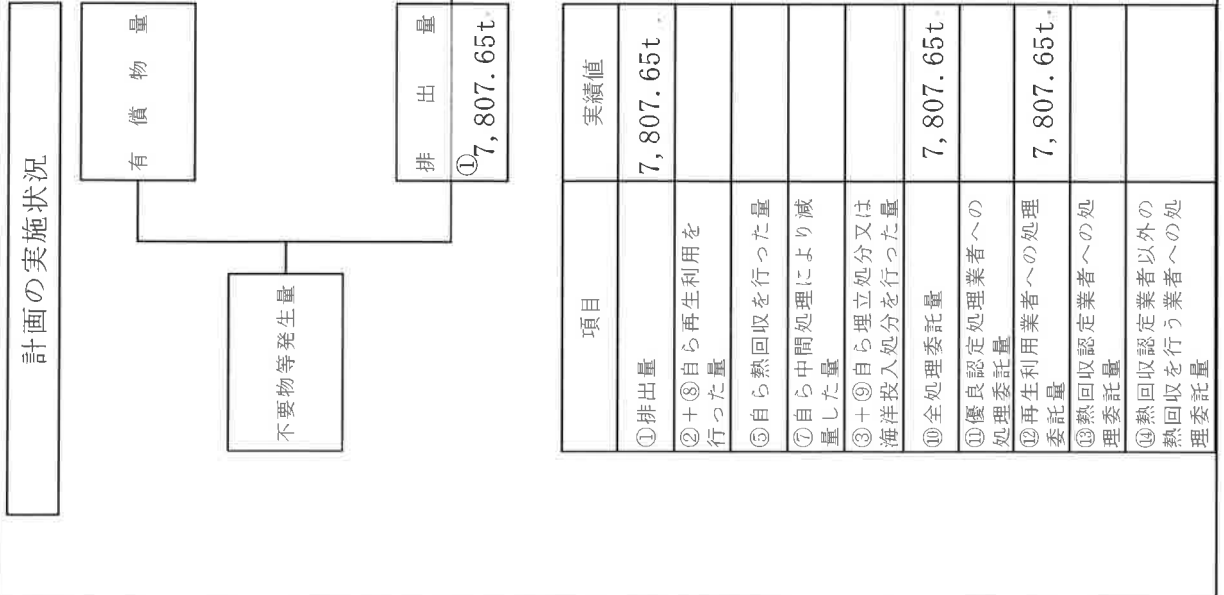 計画の実施状況
有償物量
不要物等発生量
排出量
①7,807.65t
項目 実績値
①排出量 7,807.65t
②+⑧自ら再生利用を
行った量
⑤自ら熱回収を行った量
⑦自ら中間処理により減
量した量
③+⑨自ら埋立処分又は
海洋投入処分を行った量
⑩全処理委託量 7,807.65t
⑪優良認定処理業者への
処理委託量
⑫再生利用業者への処理
委託量 7,807.65t
⑬熱回収認定業者への処
理委託量
⑭熱回収認定業者以外の
熱回収を行う業者への処
理委託量